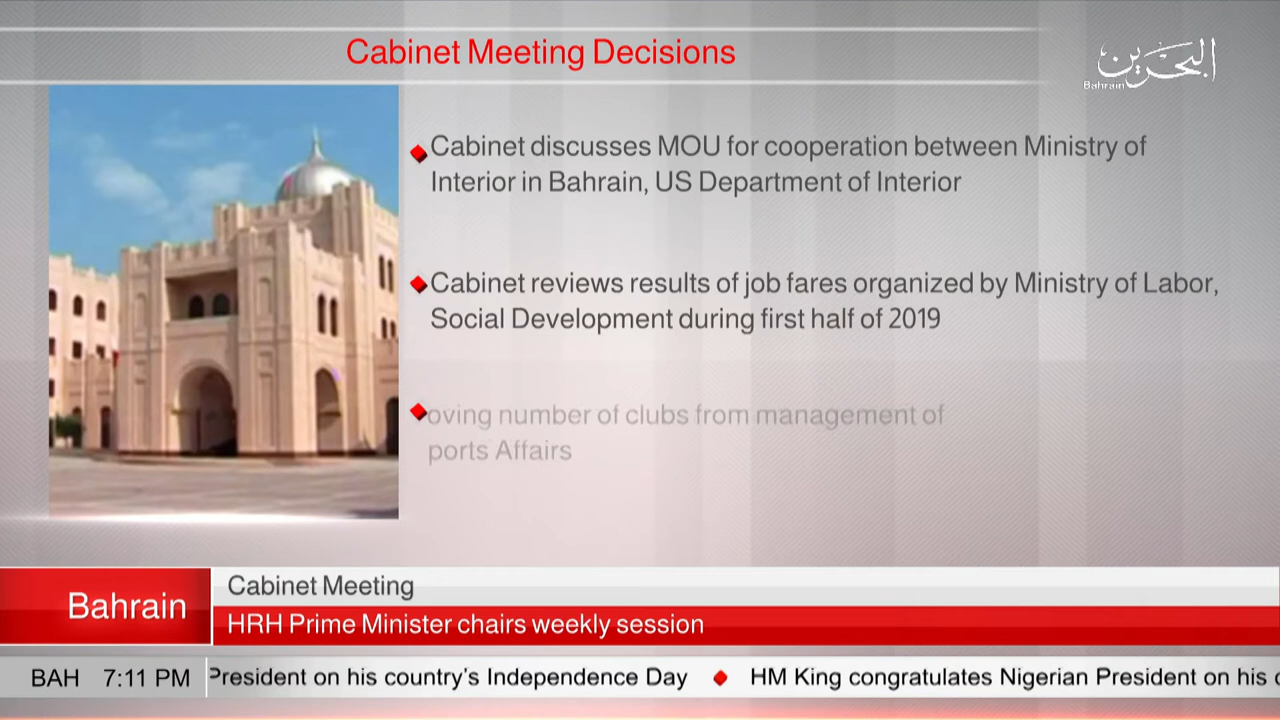 Cabinet Meeting Decisions
البحرين
Bahrain
Cabinet discusses MOU for cooperation between Ministry of
Interior in Bahrain, US Department of Interior
Cabinet reviews results of job fares organized by Ministry of Labor,
Social Development during first half of 2019
oving number of clubs from management of
ports Affairs
Bahrain
Cabinet Meeting
HRH Prime Minister chairs weekly session
BAH 7:11 PM President on his country's Independence Day HM King congratulates Nigerian President on his